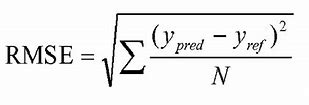 RMSE = √∑ (y_pred − y_ref)² / N